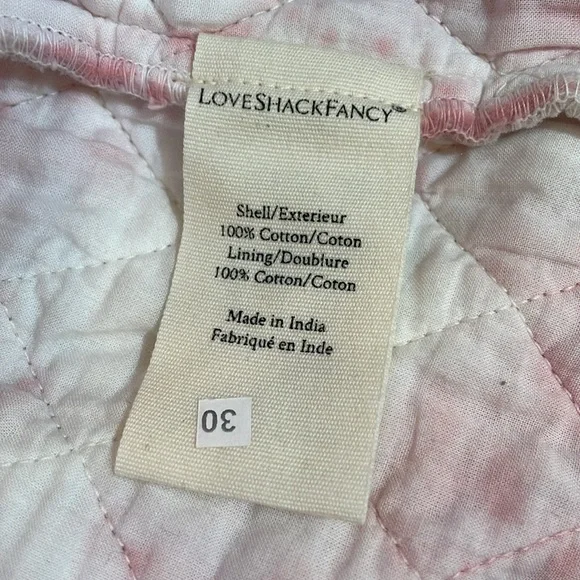 LOVESHACKFANCY®
Shell/Exterieur
100% Cotton/Coton
Lining/Doublure
100% Cotton/Coton
Made in India
Fabriqué en Inde
30